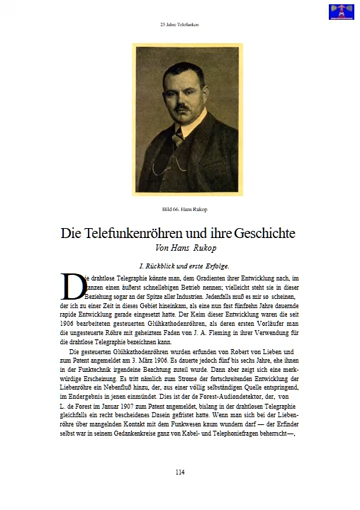 25 Jahre Telefunken
Bild 66. Hans Rukop
Die Telefunkenröhren und ihre Geschichte
Von Hans Rukop
I. Rückblick und erste Erfolge.
Die drahtlose Telegraphie könnte man, dem Gradienten ihrer Entwicklung nach, im
ganzen einen äußerst schnellebigen Betrieb nennen; vielleicht steht sie in dieser
Beziehung sogar an der Spitze aller Industrien. Jedenfalls muß es mir so scheinen,
der ich zu einer Zeit in dieses Gebiet hineinkam, als eine nun fast fünfzehn Jahre dauernde
rapide Entwicklung gerade eingesetzt hatte. Der Keim dieser Entwicklung waren die seit
1906 bearbeiteten gesteuerten Glühkathodenröhren, als deren ersten Vorläufer man
die ungesteuerte Röhre mit geheiztem Faden von J. A. Fleming in ihrer Verwendung für
die drahtlose Telegraphie bezeichnen kann.
Die gesteuerten Glühkathodenröhren wurden erfunden von Robert von Lieben und
zum Patent angemeldet am 3. März 1906. Es dauerte jedoch fünf bis sechs Jahre, ehe ihnen
in der Funktechnik irgendeine Beachtung zuteil wurde. Dann aber zeigt sich eine merk-
würdige Erscheinung. Es tritt nämlich zum Strome der fortschreitenden Entwicklung der
Liebenröhre ein Nebenfluß hinzu, der, aus einer völlig selbständigen Quelle entspringend,
im Endergebnis in jenen einmündet. Dies ist der de Forest-Audiondetektor, der, von
L. de Forest im Januar 1907 zum Patent angemeldet, bislang in der drahtlosen Telegraphie
gleichfalls ein recht bescheidenes Dasein gefristet hatte. Wenn man sich bei der Lieben-
röhre über mangelnden Kontakt mit dem Funkwesen kaum wundern darf — der Erfinder
selbst war in seinem Gedankenkreise ganz von Kabel- und Telephoniefragen beherrscht—,
114